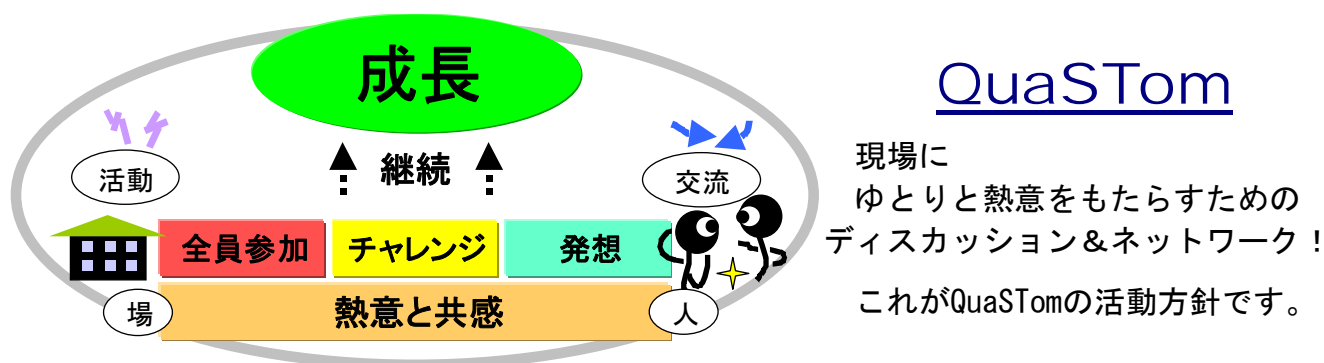 成長
活動
継続
交流
全員参加
チャレンジ
発想
場
熱意と共感
人
QuaSTom
現場に
ゆとりと熱意をもたらすための
ディスカッション＆ネットワーク！
これがQuaSTomの活動方針です。